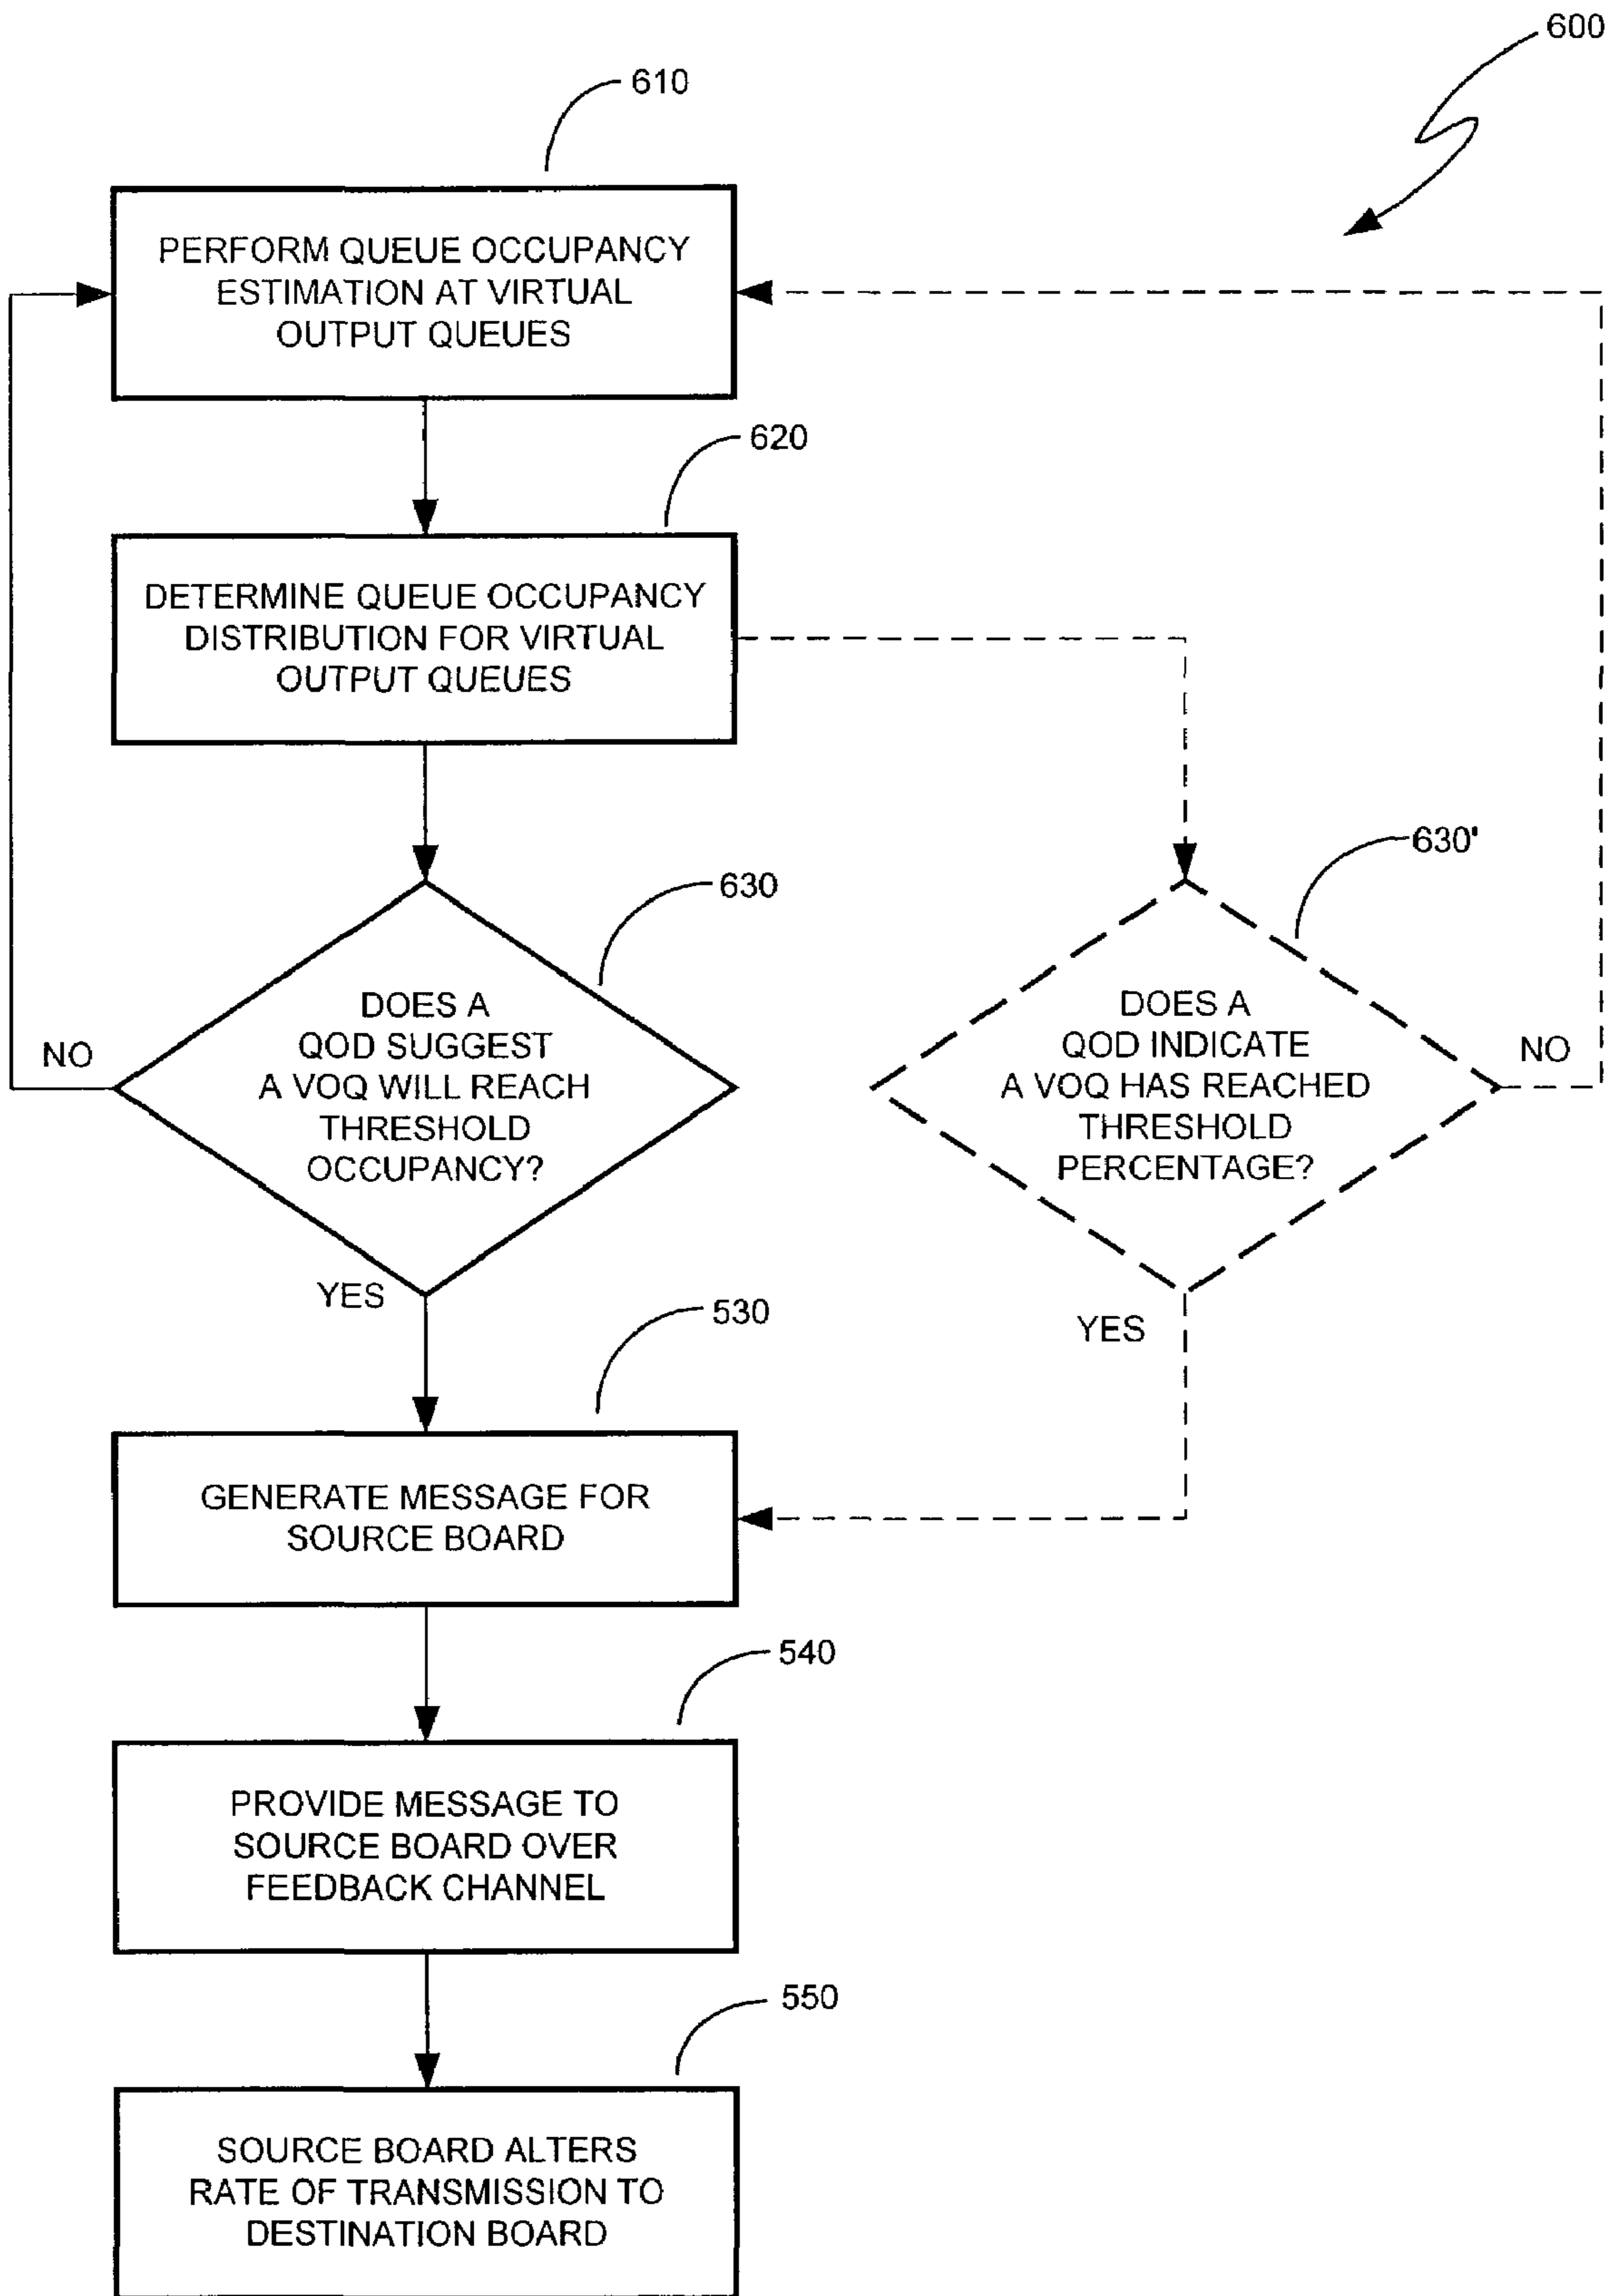 600
610
PERFORM QUEUE OCCUPANCY
ESTIMATION AT VIRTUAL
OUTPUT QUEUES
620
DETERMINE QUEUE OCCUPANCY
DISTRIBUTION FOR VIRTUAL
OUTPUT QUEUES
630
DOES A
QOD SUGGEST
A VOQ WILL REACH
THRESHOLD
OCCUPANCY?
NO
YES
630'
DOES A
QOD INDICATE
A VOQ HAS REACHED
THRESHOLD
PERCENTAGE?
NO
YES
530
GENERATE MESSAGE FOR
SOURCE BOARD
540
PROVIDE MESSAGE TO
SOURCE BOARD OVER
FEEDBACK CHANNEL
550
SOURCE BOARD ALTERS
RATE OF TRANSMISSION TO
DESTINATION BOARD